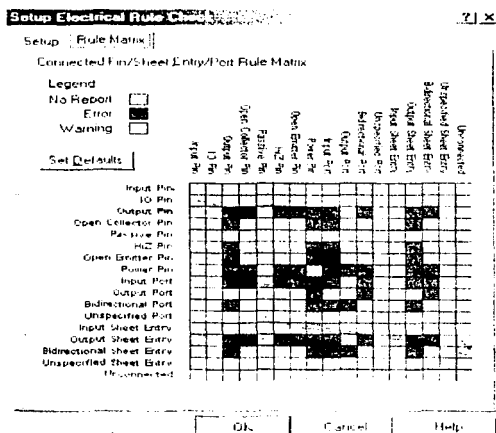 Setup Electrical Rule Check
Setup Rule Matrix
Connected Pin/Sheet Entry/Port Rule Matrix
Legend
No Report
Error
Warning
Set Defaults
Input Pin
IO Pin
Output Pin
Open Collector Pin
Passive Pin
HiZ Pin
Open Emitter Pin
Power Pin
Input Port
Output Port
Bidirectional Port
Unspecified Port
Input Sheet Entry
Output Sheet Entry
Bidirectional Sheet Entry
Unspecified Sheet Entry
Unconnected
Input Pin
IO Pin
Output Pin
Open Collector Pin
Passive Pin
HiZ Pin
Open Emitter Pin
Power Pin
Input Port
Output Port
Bidirectional Port
Unspecified Port
Input Sheet Entry
Output Sheet Entry
Bidirectional Sheet Entry
Unspecified Sheet Entry
Unconnected
OK
Cancel
Help